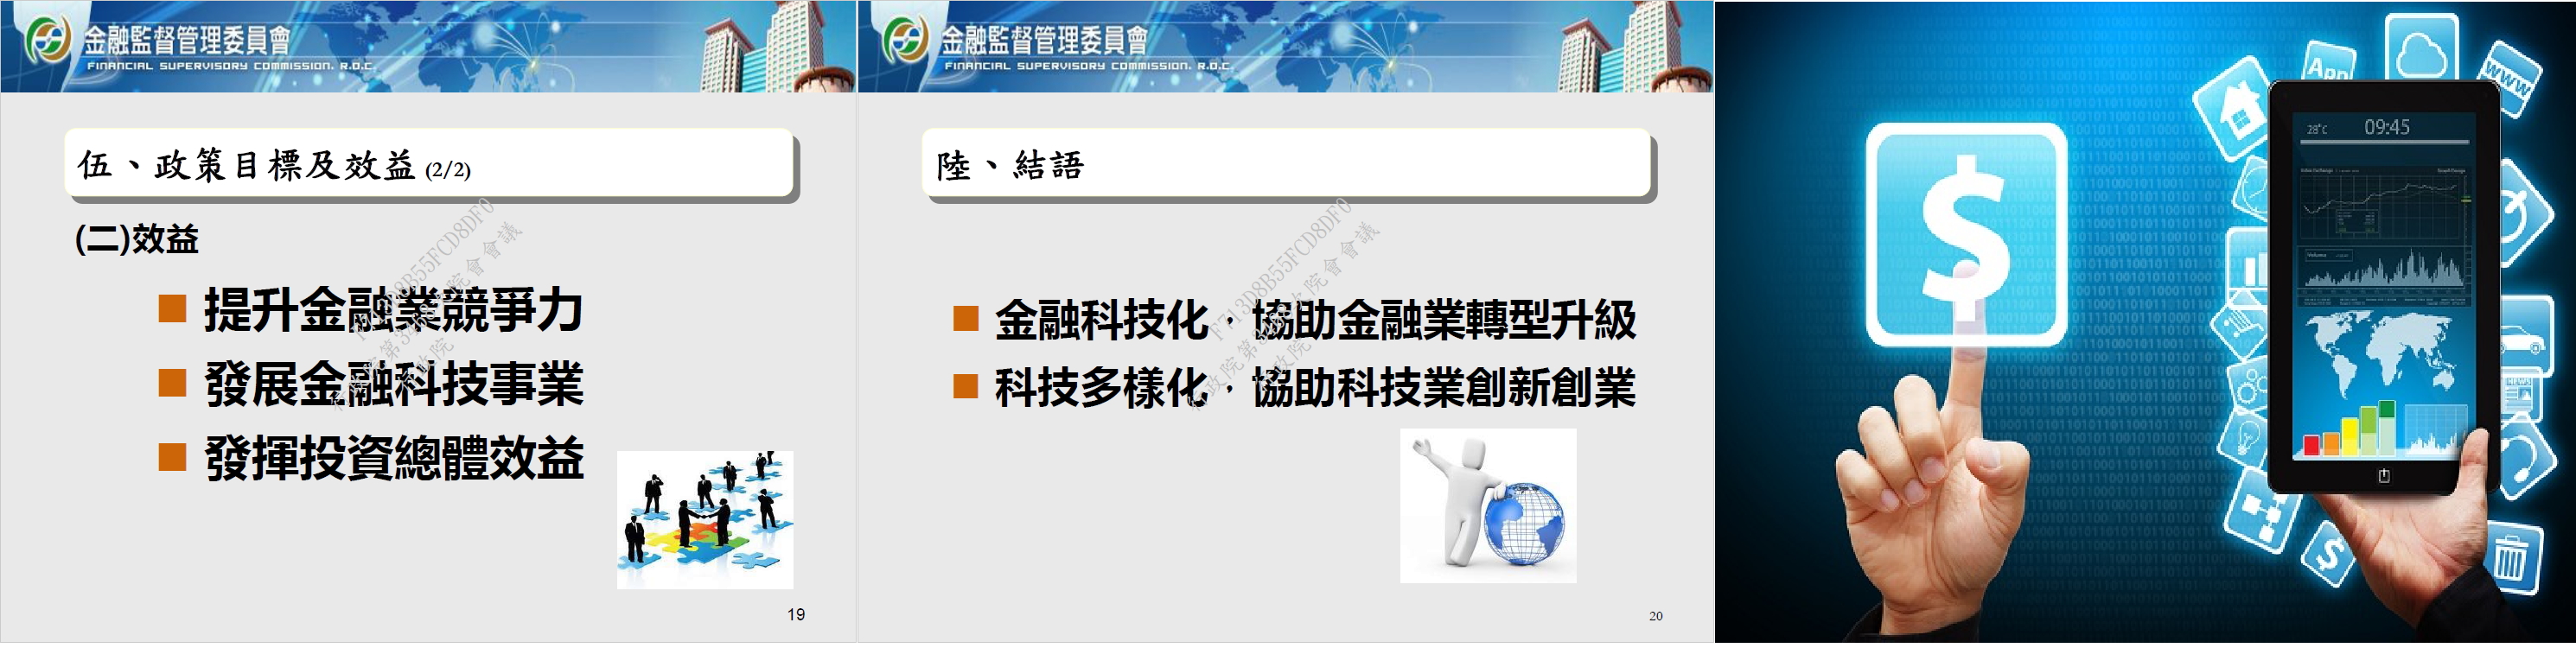 金融監督管理委員會
FINANCIAL SUPERVISORY COMMISSION, R.O.C.
伍、政策目標及效益 (2/2)
(二)效益
提升金融業競爭力
發展金融科技事業
發揮投資總體效益
19
金融監督管理委員會
FINANCIAL SUPERVISORY COMMISSION, R.O.C.
陸、結語
金融科技化，協助金融業轉型升級
科技多樣化，協助科技業創新創業
20
$
App
WWW
28°C 09:45
NEWS
$